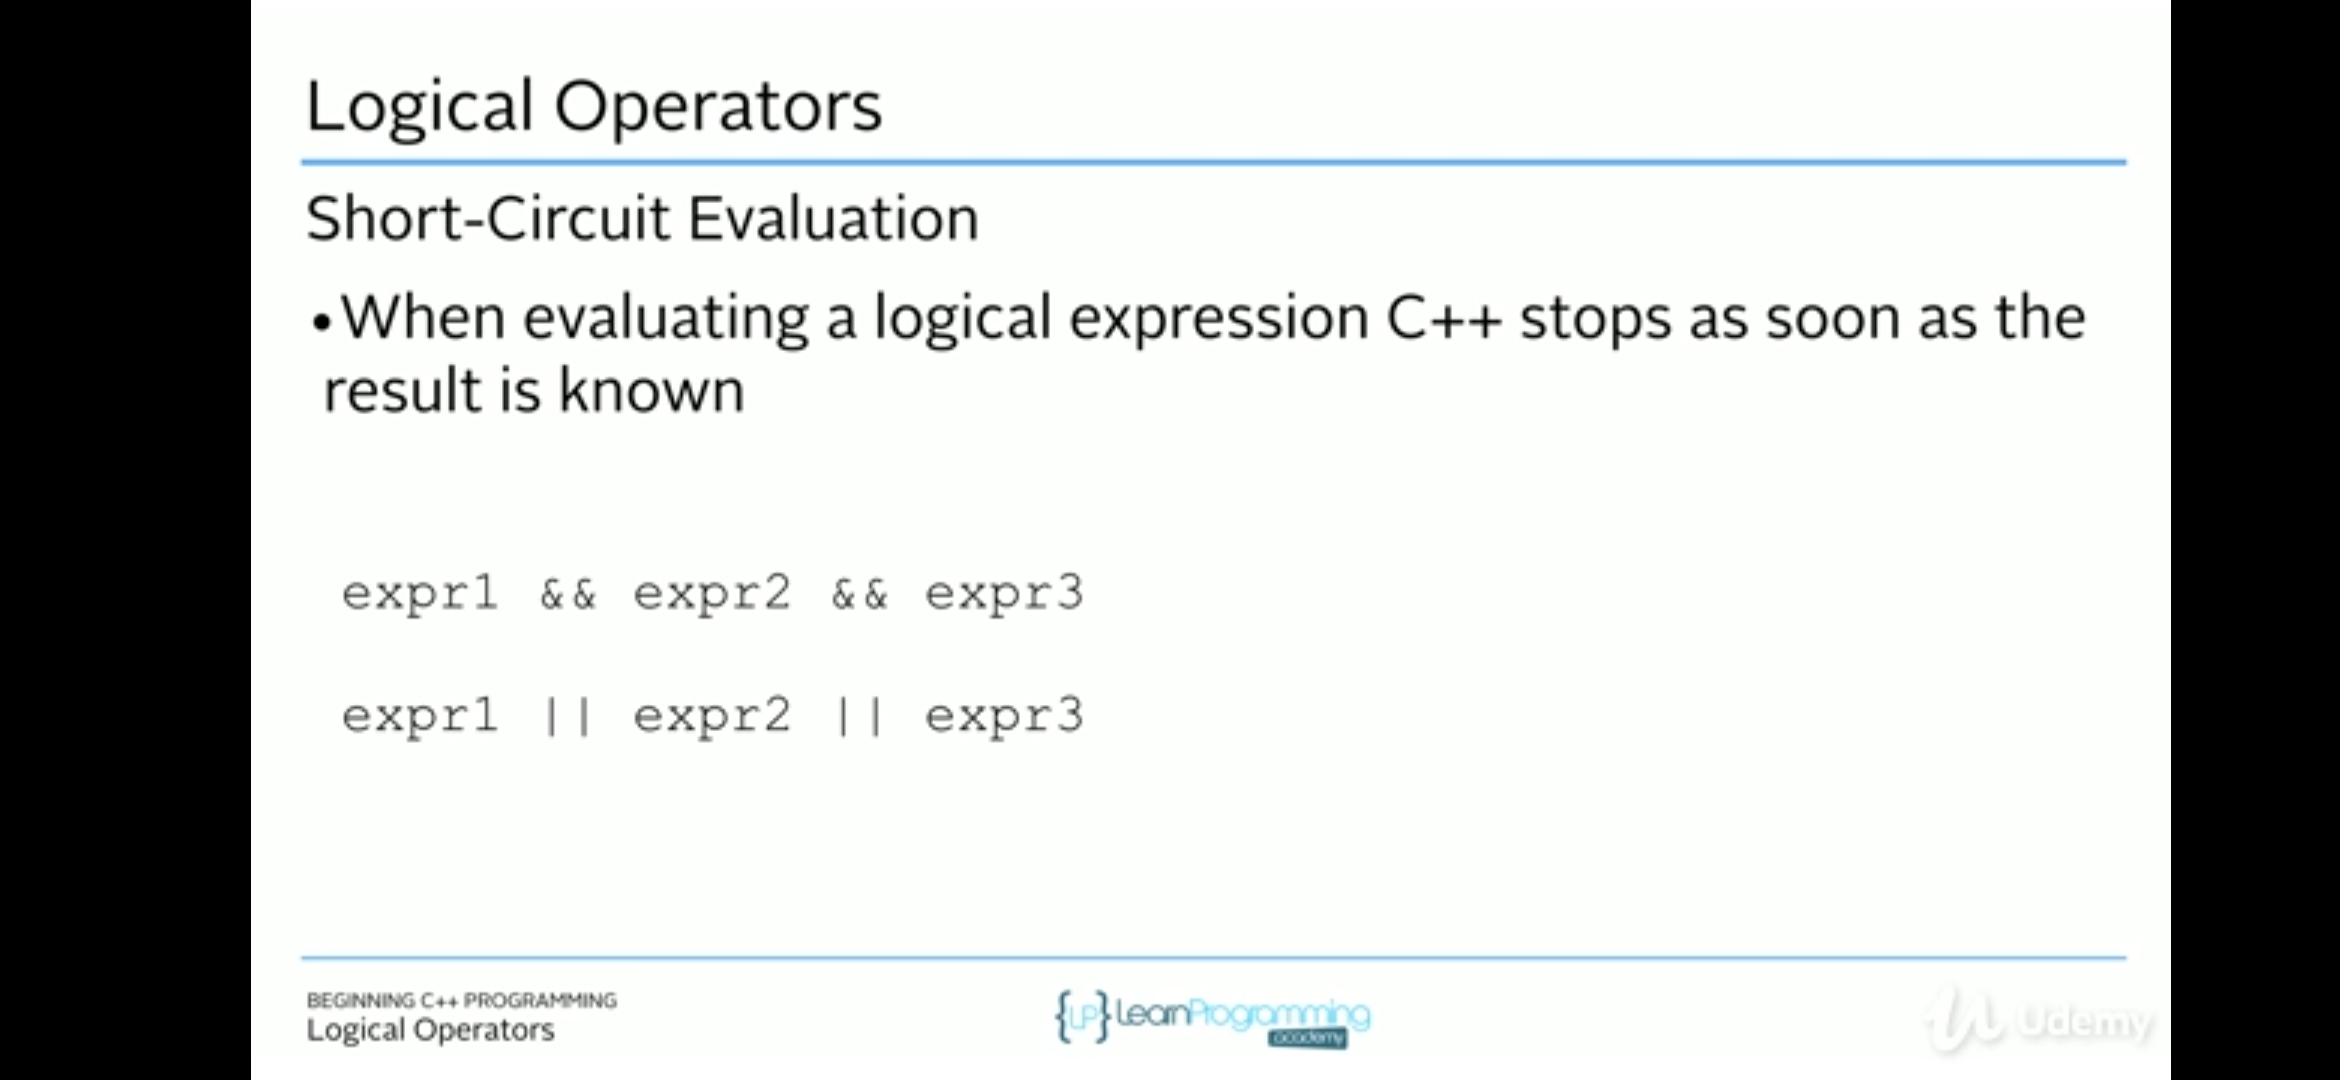 Logical Operators
Short-Circuit Evaluation
•When evaluating a logical expression C++ stops as soon as the
result is known
expr1 && expr2 && expr3
expr1 || expr2 || expr3
BEGINNING C++ PROGRAMMING
Logical Operators
{LP} LearnProgramming
academy
Udemy